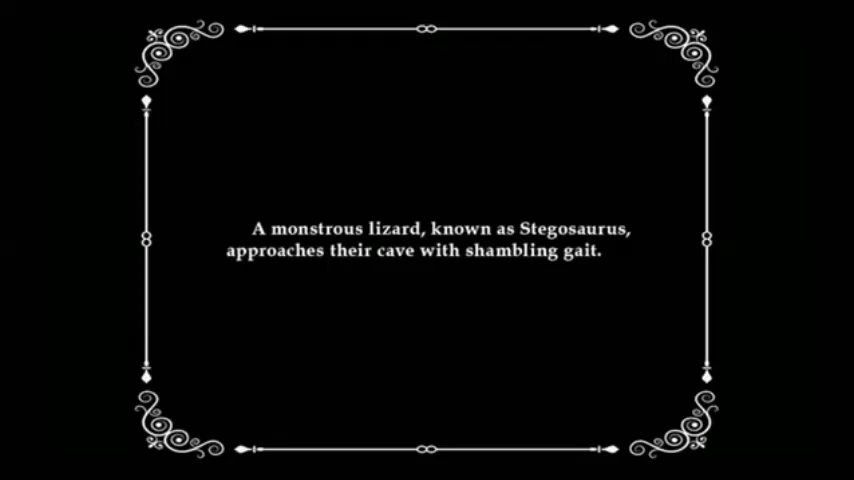 A monstrous lizard, known as Stegosaurus,
approaches their cave with shambling gait.